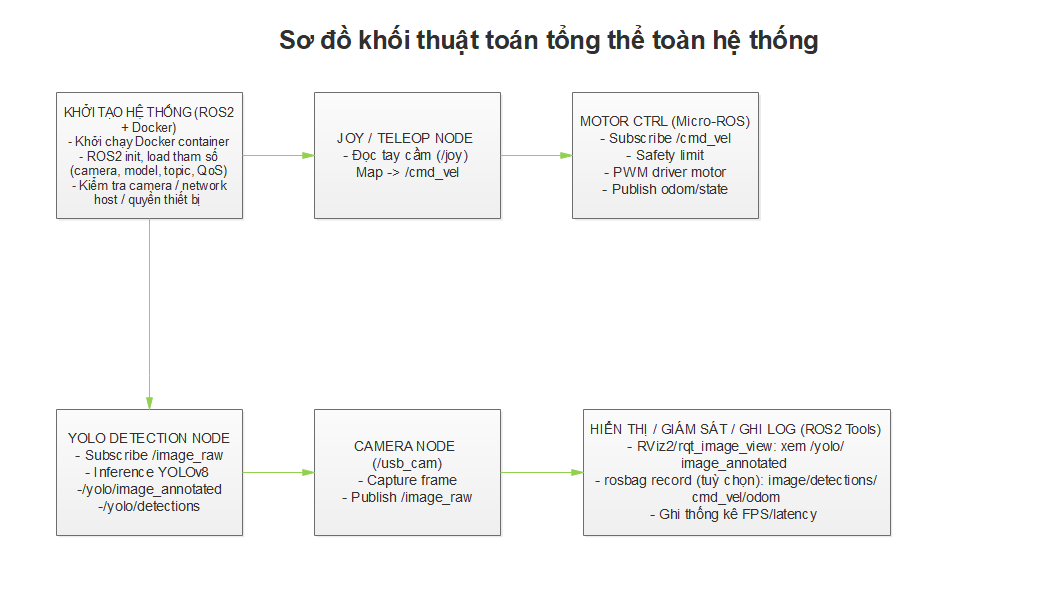 Sơ đồ khối thuật toán tổng thể toàn hệ thống
KHỞI TẠO HỆ THỐNG (ROS2
+ Docker)
- Khởi chạy Docker container
- ROS2 init, load tham số
(camera, model, topic, QoS)
- Kiểm tra camera / network
host / quyền thiết bị
JOY / TELEOP NODE
- Đọc tay cầm (/joy)
Map -> /cmd_vel
MOTOR CTRL (Micro-ROS)
- Subscribe /cmd_vel
- Safety limit
- PWM driver motor
- Publish odom/state
YOLO DETECTION NODE
- Subscribe /image_raw
- Inference YOLOv8
-/yolo/image_annotated
-/yolo/detections
CAMERA NODE
(/usb_cam)
- Capture frame
- Publish /image_raw
HIỂN THỊ / GIÁM SÁT / GHI LOG (ROS2 Tools)
- RViz2/rqt_image_view: xem /yolo/
image_annotated
- rosbag record (tuỳ chọn): image/detections/
cmd_vel/odom
- Ghi thống kê FPS/latency